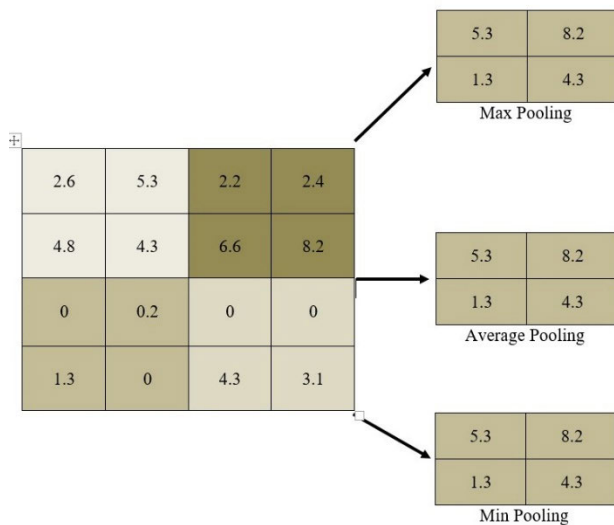 5.3 8.2
1.3 4.3
Max Pooling
2.6 5.3 2.2 2.4
4.8 4.3 6.6 8.2
0 0.2 0 0
1.3 0 4.3 3.1
5.3 8.2
1.3 4.3
Average Pooling
5.3 8.2
1.3 4.3
Min Pooling